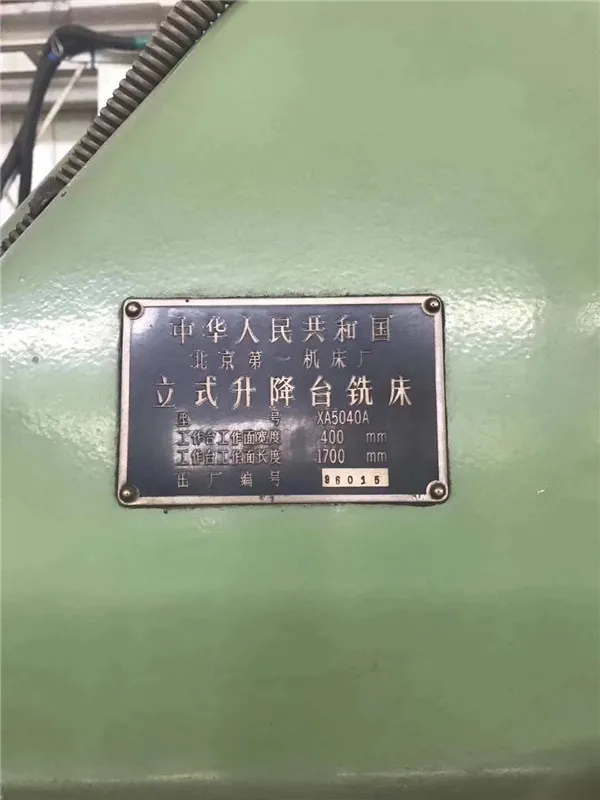 中华人民共和国
北京第一机床厂
立式升降台铣床
型号 XA5040A
工作台工作面宽度 400 mm
工作台工作面长度 1700 mm
出厂编号 96015